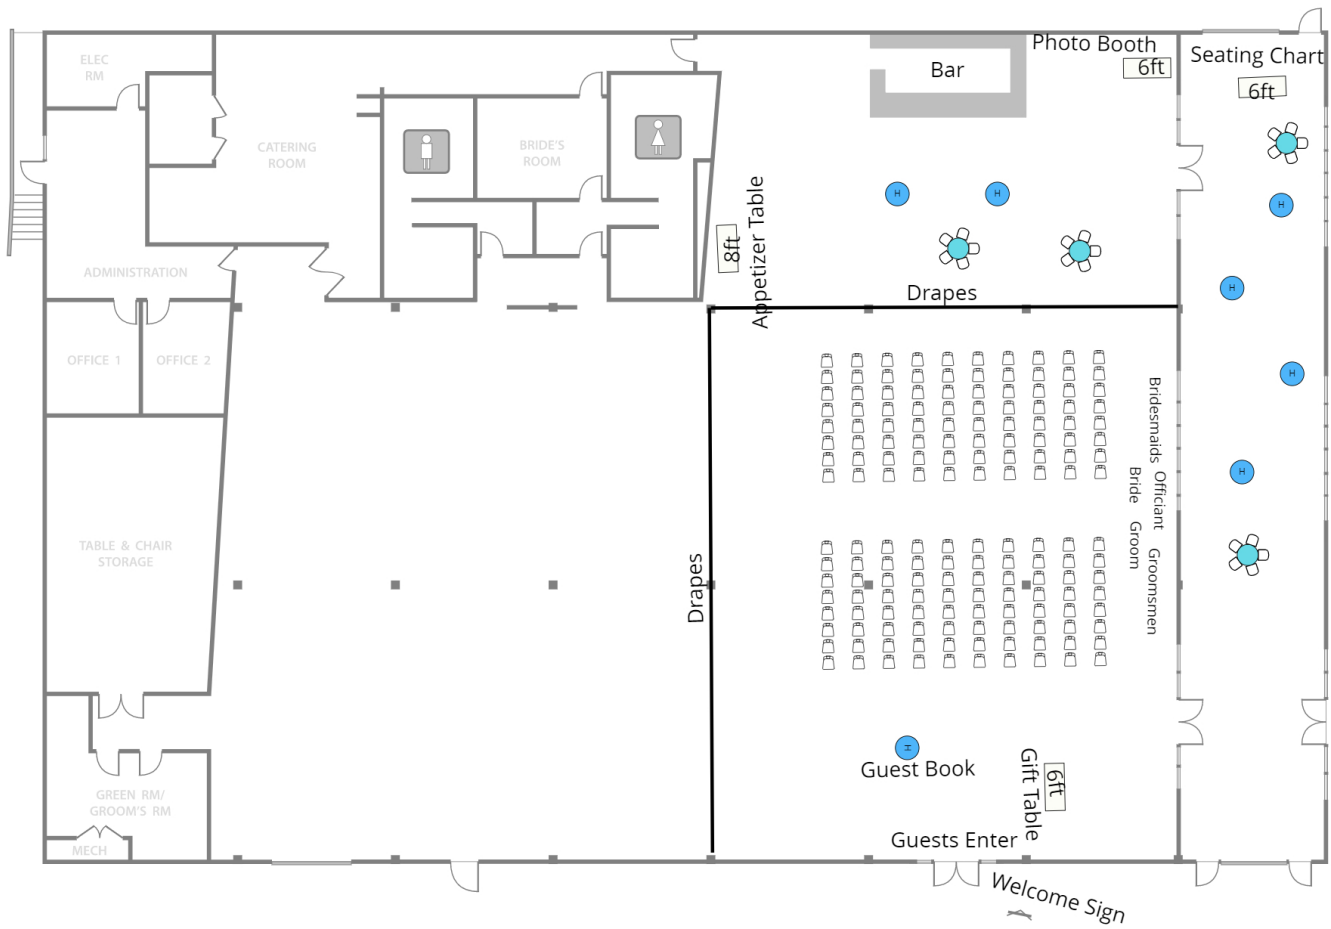 Photo Booth
Seating Chart
ELEC
RM
Bar
6ft
6ft
CATERING
ROOM
BRIDE'S
ROOM
H
H
H
8ft
Appetizer Table
ADMINISTRATION
H
Drapes
OFFICE 1
OFFICE 2
H
Bridesmaids Officiant Groomsmen
Bride Groom
H
TABLE & CHAIR
STORAGE
Drapes
H
Guest Book
Gift Table
6ft
GREEN RM/
GROOM'S RM
MECH
Guests Enter
Welcome Sign